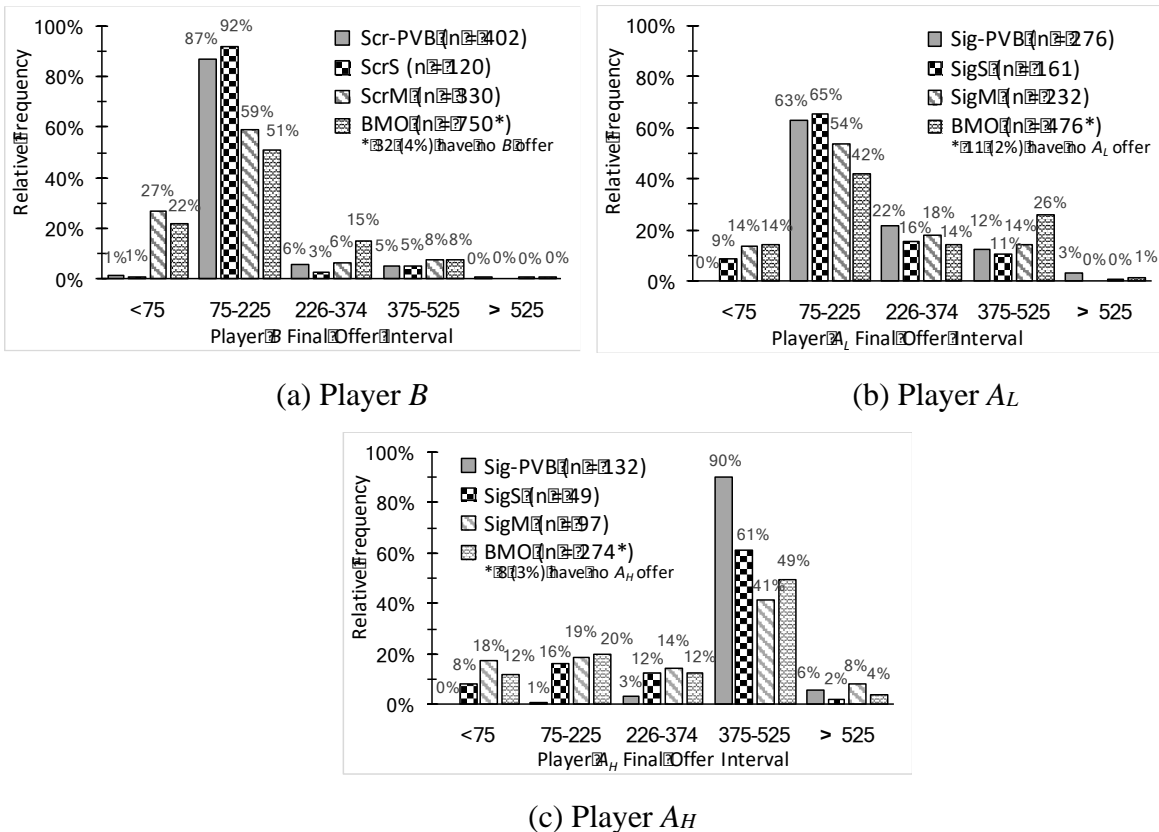 100%
80%
60%
40%
20%
0%
Relative Frequency
87%
92%
59%
51%
1%
1%
27%
22%
6%
3%
6%
15%
5%
5%
8%
8%
0%
0%
0%
0%
Scr-PVB (n = 402)
ScrS (n = 120)
ScrM (n = 330)
BMO (n = 750*)
* 32 (4%) have no B offer
<75 75-225 226-374 375-525 > 525
Player B Final Offer Interval
(a) Player B
100%
80%
60%
40%
20%
0%
Relative Frequency
0%
9%
14%
14%
63%
65%
54%
42%
22%
16%
18%
14%
12%
11%
14%
26%
3%
0%
0%
1%
Sig-PVB (n = 276)
SigS (n = 161)
SigM (n = 232)
BMO (n = 476*)
* 11 (2%) have no AL offer
<75 75-225 226-374 375-525 > 525
Player AL Final Offer Interval
(b) Player AL
100%
80%
60%
40%
20%
0%
Relative Frequency
0%
8%
18%
12%
1%
16%
19%
20%
3%
12%
14%
12%
90%
61%
41%
49%
6%
2%
8%
4%
Sig-PVB (n = 132)
SigS (n = 49)
SigM (n = 97)
BMO (n = 274*)
* 8 (3%) have no AH offer
<75 75-225 226-374 375-525 > 525
Player AH Final Offer Interval
(c) Player AH